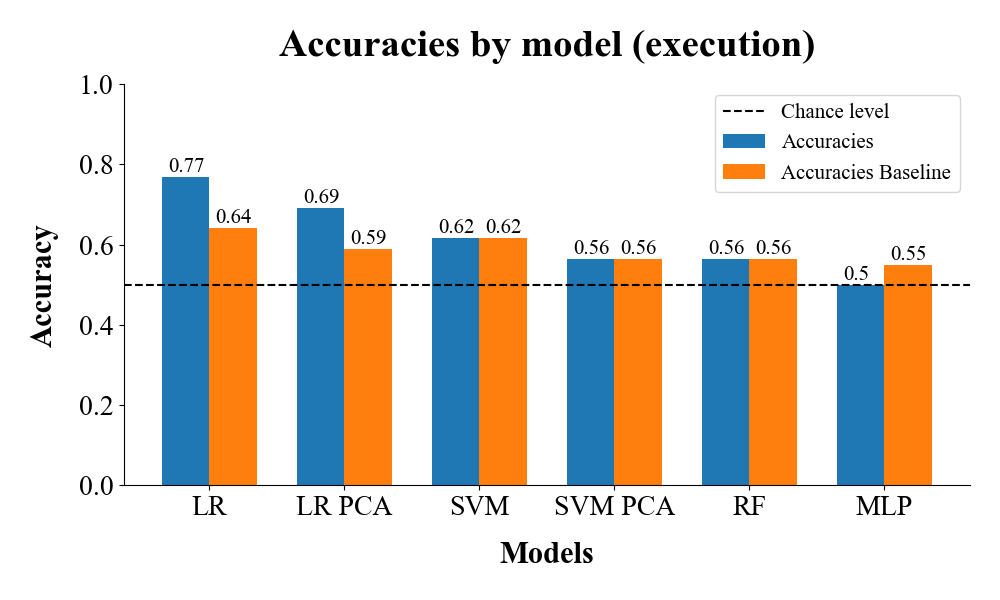 Accuracies by model (execution)
1.0
0.8
0.6
0.4
0.2
0.0
Accuracy
Chance level
Accuracies
Accuracies Baseline
0.77
0.64
0.69
0.59
0.62
0.62
0.56
0.56
0.56
0.56
0.5
0.55
LR
LR PCA
SVM
SVM PCA
RF
MLP
Models